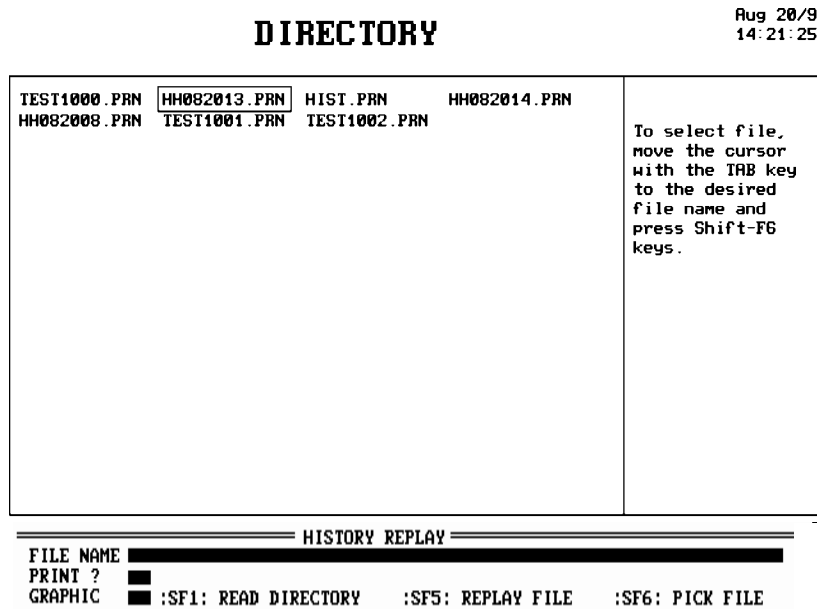 DIRECTORY
Aug 20/9
14:21:25
TEST1000.PRN HH082013.PRN HIST.PRN HH082014.PRN
HH082008.PRN TEST1001.PRN TEST1002.PRN
To select file,
move the cursor
with the TAB key
to the desired
file name and
press Shift-F6
keys.
HISTORY REPLAY
FILE NAME
PRINT ?
GRAPHIC :SF1: READ DIRECTORY :SF5: REPLAY FILE :SF6: PICK FILE